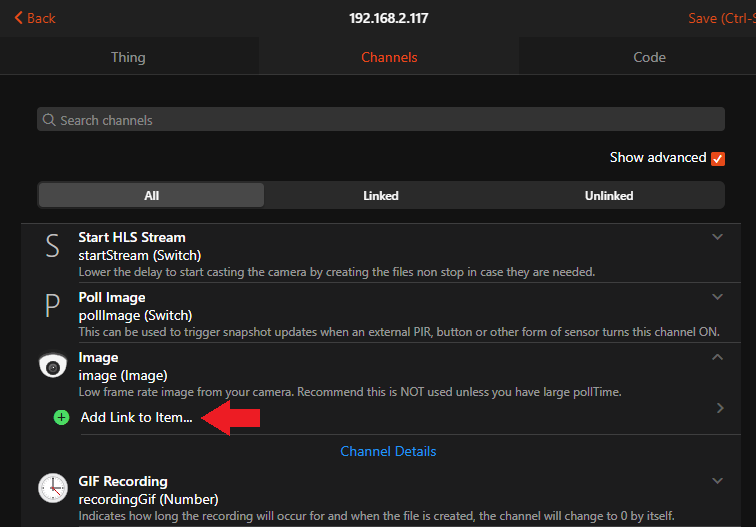 Back
192.168.2.117
Save (Ctrl-S
Thing
Channels
Code
Search channels
Show advanced
All
Linked
Unlinked
S
Start HLS Stream
startStream (Switch)
Lower the delay to start casting the camera by creating the files non stop in case they are needed.
P
Poll Image
pollImage (Switch)
This can be used to trigger snapshot updates when an external PIR, button or other form of sensor turns this channel ON.
Image
image (Image)
Low frame rate image from your camera. Recommend this is NOT used unless you have large pollTime.
Add Link to Item...
Channel Details
GIF Recording
recordingGif (Number)
Indicates how long the recording will occur for and when the file is created, the channel will change to 0 by itself.